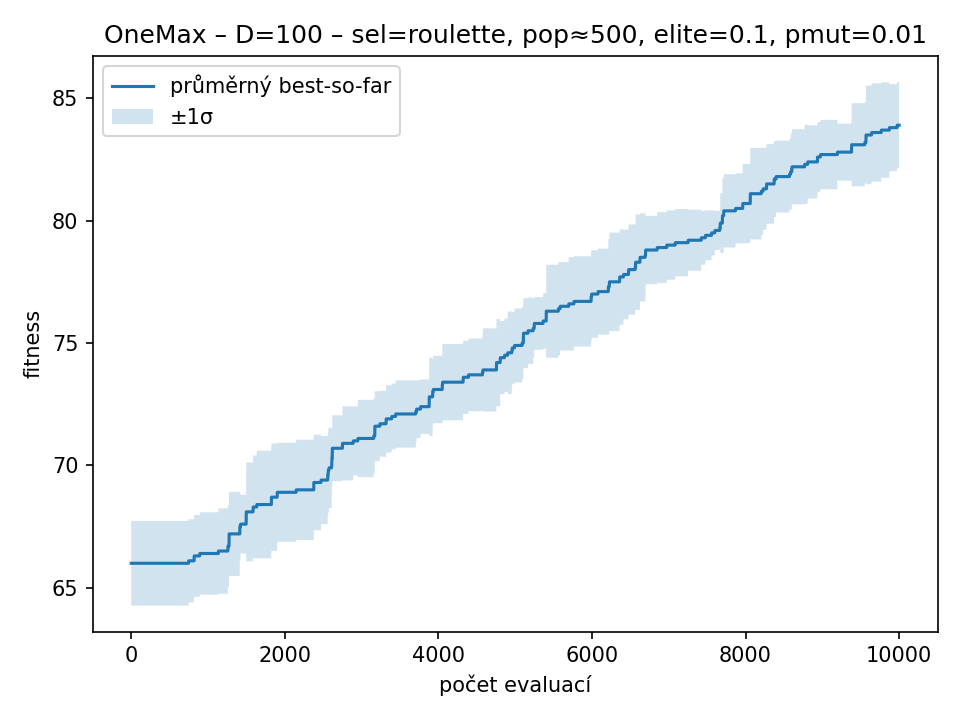 OneMax – D=100 – sel=roulette, pop≈500, elite=0.1, pmut=0.01
průměrný best-so-far
±1σ
fitness
85
80
75
70
65
0 2000 4000 6000 8000 10000
počet evaluací